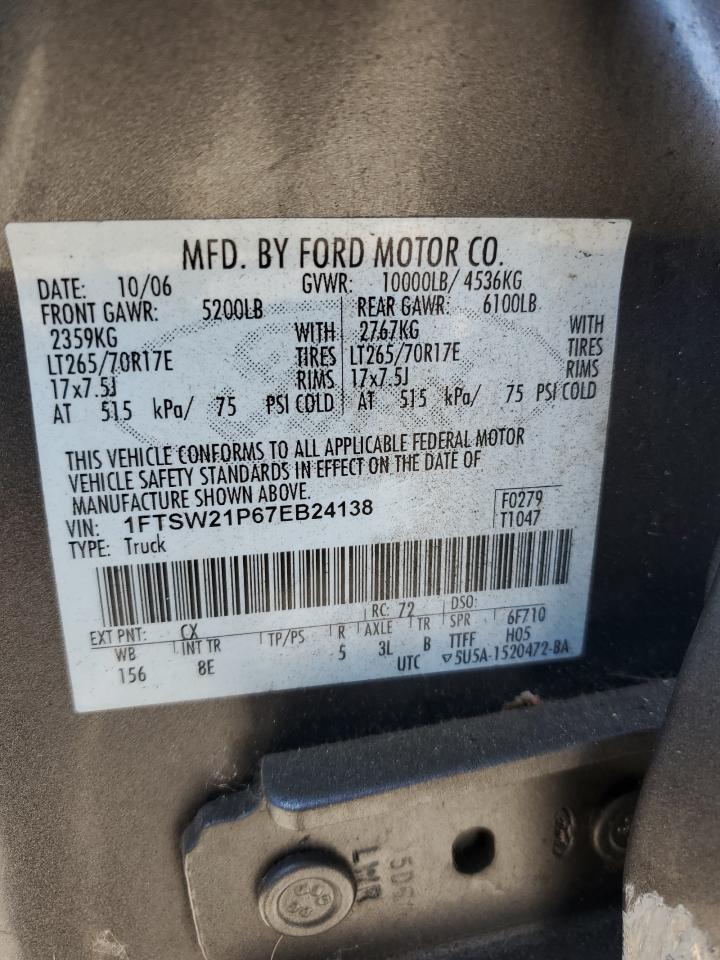 MFD. BY FORD MOTOR CO.
DATE: 10/06 GVWR: 10000LB/ 4536KG
FRONT GAWR: 5200LB REAR GAWR: 6100LB
2359KG WITH 2767KG WITH
LT265/70R17E TIRES LT265/70R17E TIRES
17x7.5J RIMS 17x7.5J RIMS
AT 515 kPa/ 75 PSI COLD AT 515 kPa/ 75 PSI COLD
THIS VEHICLE CONFORMS TO ALL APPLICABLE FEDERAL MOTOR
VEHICLE SAFETY STANDARDS IN EFFECT ON THE DATE OF
MANUFACTURE SHOWN ABOVE.
VIN: 1FTSW21P67EB24138 F0279
TYPE: Truck T1047
EXT PNT: CX RC: 72 DSO:
WB INT TR TP/PS R AXLE TR SPR 6F710
156 8E 5 3L B TTFF H05
UTC ▽5U5A-1520472-BA